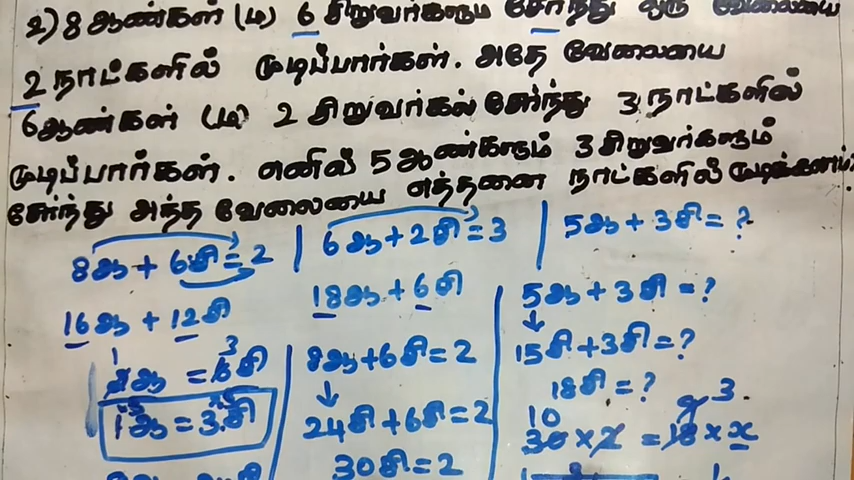 2) 8 ஆண்கள் (ம) 6 சிறுவர்களும் சேர்ந்து ஒரு வேலையை
2 நாட்களில் முடிப்பார்கள். அதே வேலையை
6 ஆண்கள் (ம) 2 சிறுவர்கல் சேர்ந்து 3 நாட்களில்
முடிப்பார்கள். எனில் 5 ஆண்களும் 3 சிறுவர்களும்
சேர்ந்து அந்த வேலையை எத்தனை நாட்களில் முடிக்கலாம்?
8ஆ + 6சி = 2
16ஆ + 12சி
2ஆ = 6சி
1ஆ = 3சி
6ஆ + 2சி = 3
18ஆ + 6சி
8ஆ + 6சி = 2
↓
24சி + 6சி = 2
30சி = 2
5ஆ + 3சி = ?
5ஆ + 3சி = ?
↓
15சி + 3சி = ?
18சி = ?
30 × 2 = 18 × x